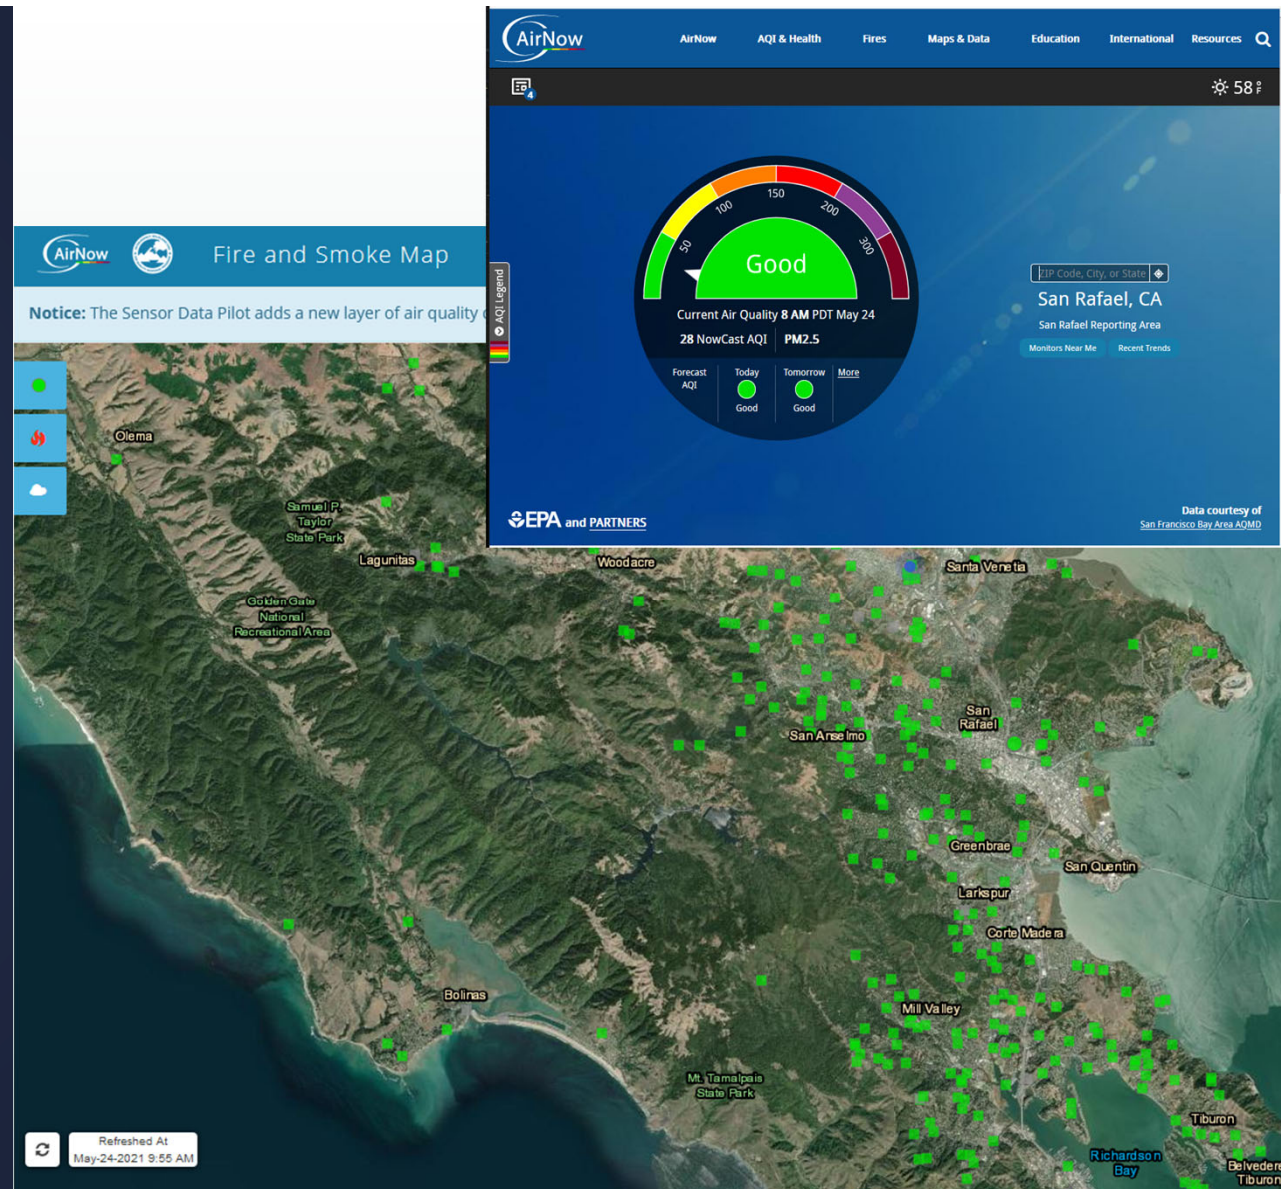 AirNow
AirNow AQI & Health Fires Maps & Data Education International Resources
4
58 °F
50
100
150
200
300
Good
Current Air Quality 8 AM PDT May 24
28 NowCast AQI PM2.5
Forecast AQI
Today
Good
Tomorrow
Good
More
AQI Legend
ZIP Code, City, or State
San Rafael, CA
San Rafael Reporting Area
Monitors Near Me Recent Trends
EPA and PARTNERS
Data courtesy of
San Francisco Bay Area AQMD
AirNow Fire and Smoke Map
Notice: The Sensor Data Pilot adds a new layer of air quality
Olema
Samuel P.
Taylor
State Park
Lagunitas
Woodacre
Santa Venetia
Golden Gate
National
Recreational Area
San
Rafael
San Anselmo
Greenbrae
San Quentin
Larkspur
Corte Madera
Bolinas
Mill Valley
Mt. Tamalpais
State Park
Tiburon
Richardson
Bay
Belvedere
Tiburon
Refreshed At
May-24-2021 9:55 AM